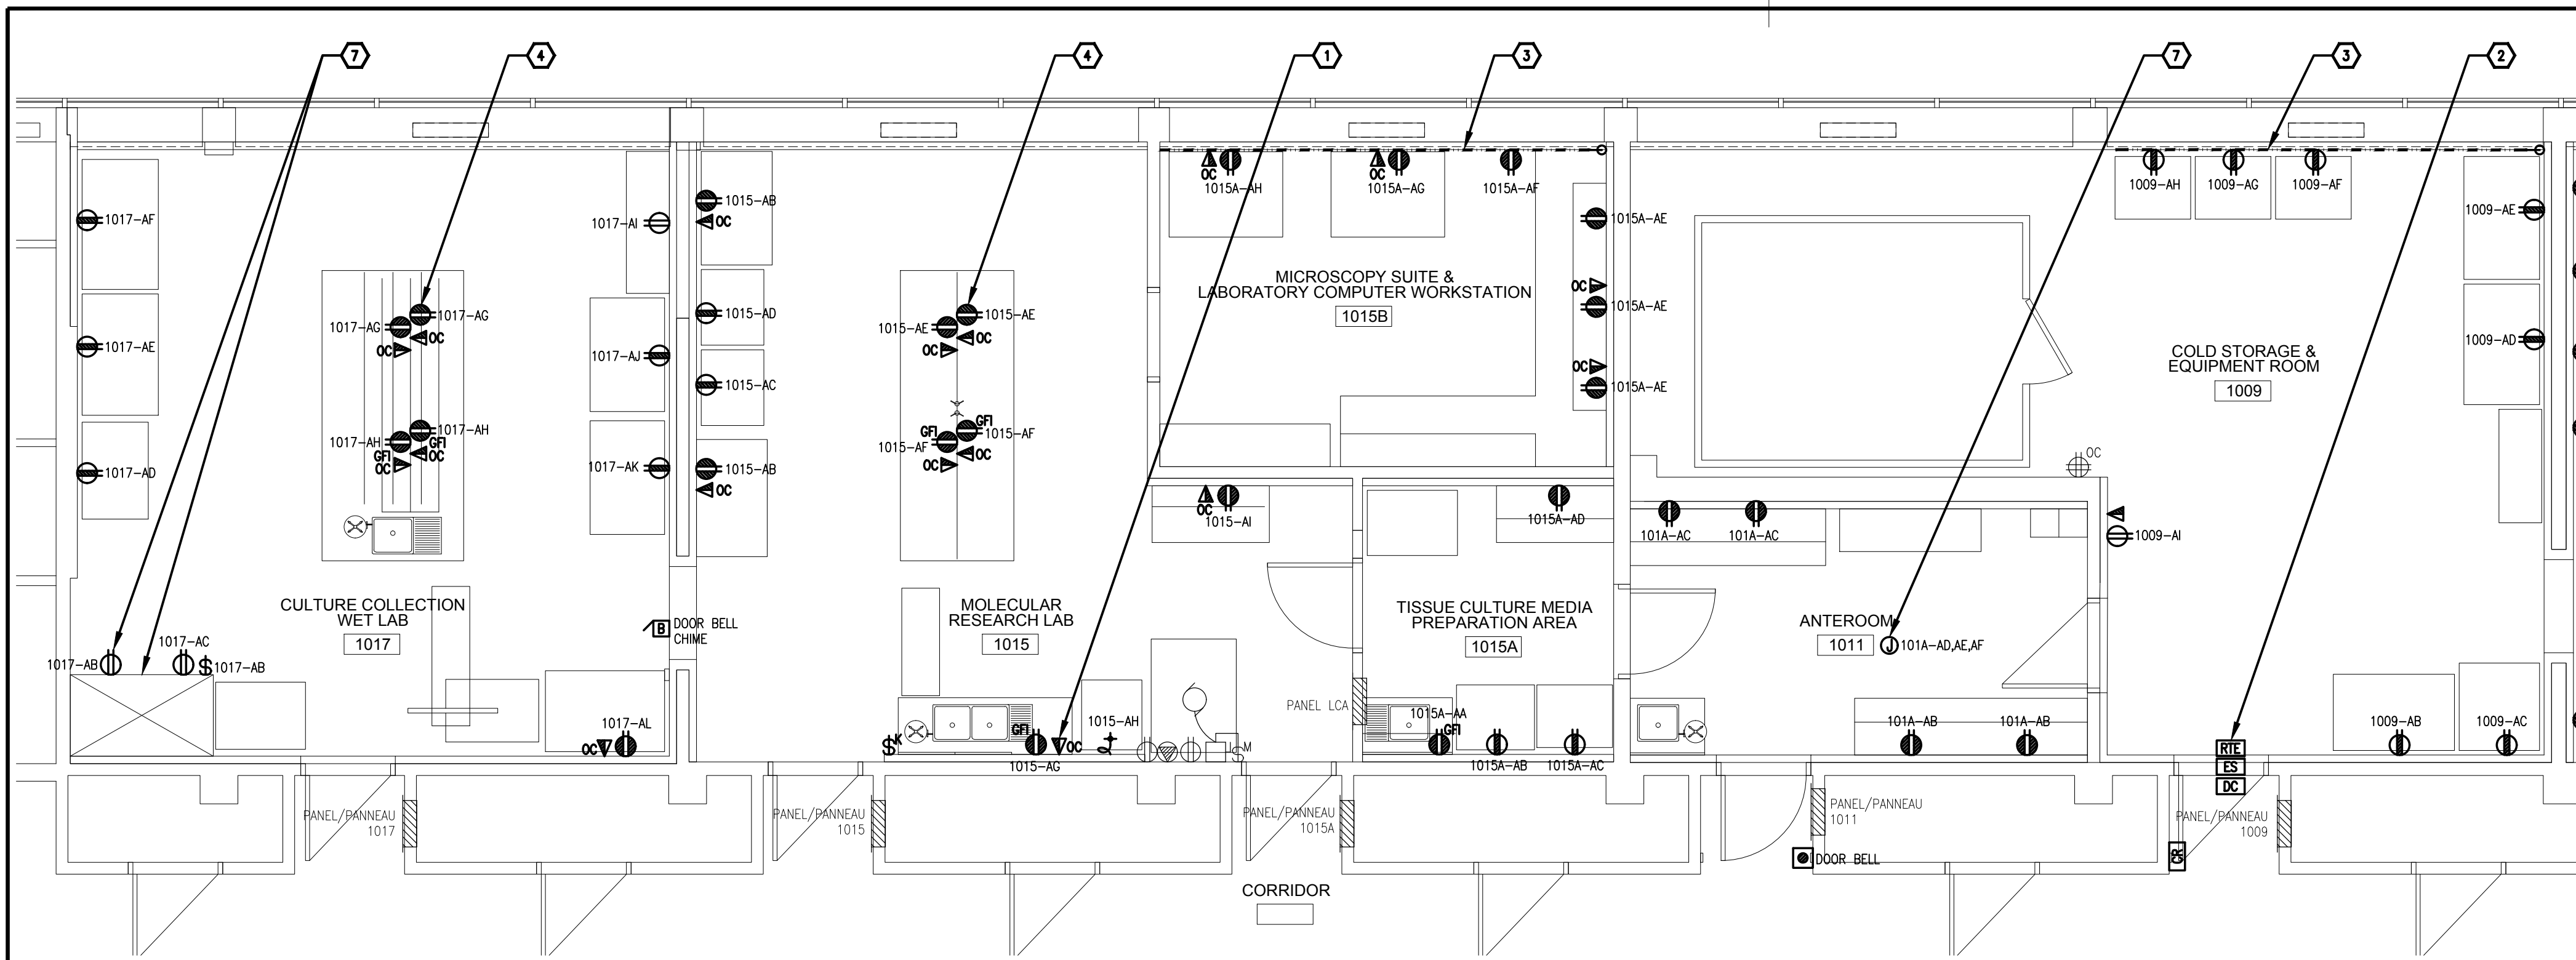 7
4
4
1
3
7
3
2
1017-AF
1017-AE
1017-AD
1017-AG
1017-AG
OC
OC
1017-AH
1017-AH
GFI
GFI
OC
OC
1017-AI
1017-AJ
1017-AK
CULTURE COLLECTION
WET LAB
1017
1017-AB
1017-AC
$
1017-AB
1017-AL
OC
B
DOOR BELL
CHIME
1015-AB
OC
1015-AD
1015-AC
1015-AB
OC
1015-AE
1015-AE
OC
OC
GFI
GFI
1015-AF
1015-AF
OC
OC
MOLECULAR
RESEARCH LAB
1015
$K
GFI
OC
1015-AG
1015-AH
$M
OC
1015-AI
OC
1015A-AH
OC
1015A-AG
1015A-AF
1015A-AE
OC
1015A-AE
OC
1015A-AE
MICROSCOPY SUITE &
LABORATORY COMPUTER WORKSTATION
1015B
1015A-AD
TISSUE CULTURE MEDIA
PREPARATION AREA
1015A
PANEL LCA
1015A-AA
GFI
1015A-AB
1015A-AC
101A-AC
101A-AC
ANTEROOM
1011
J
101A-AD,AE,AF
101A-AB
101A-AB
1009-AH
1009-AG
1009-AF
1009-AE
1009-AD
COLD STORAGE &
EQUIPMENT ROOM
1009
OC
1009-AI
1009-AB
1009-AC
RTE
ES
DC
CR
PANEL/PANNEAU
1017
PANEL/PANNEAU
1015
PANEL/PANNEAU
1015A
PANEL/PANNEAU
1011
PANEL/PANNEAU
1009
DOOR BELL
CORRIDOR